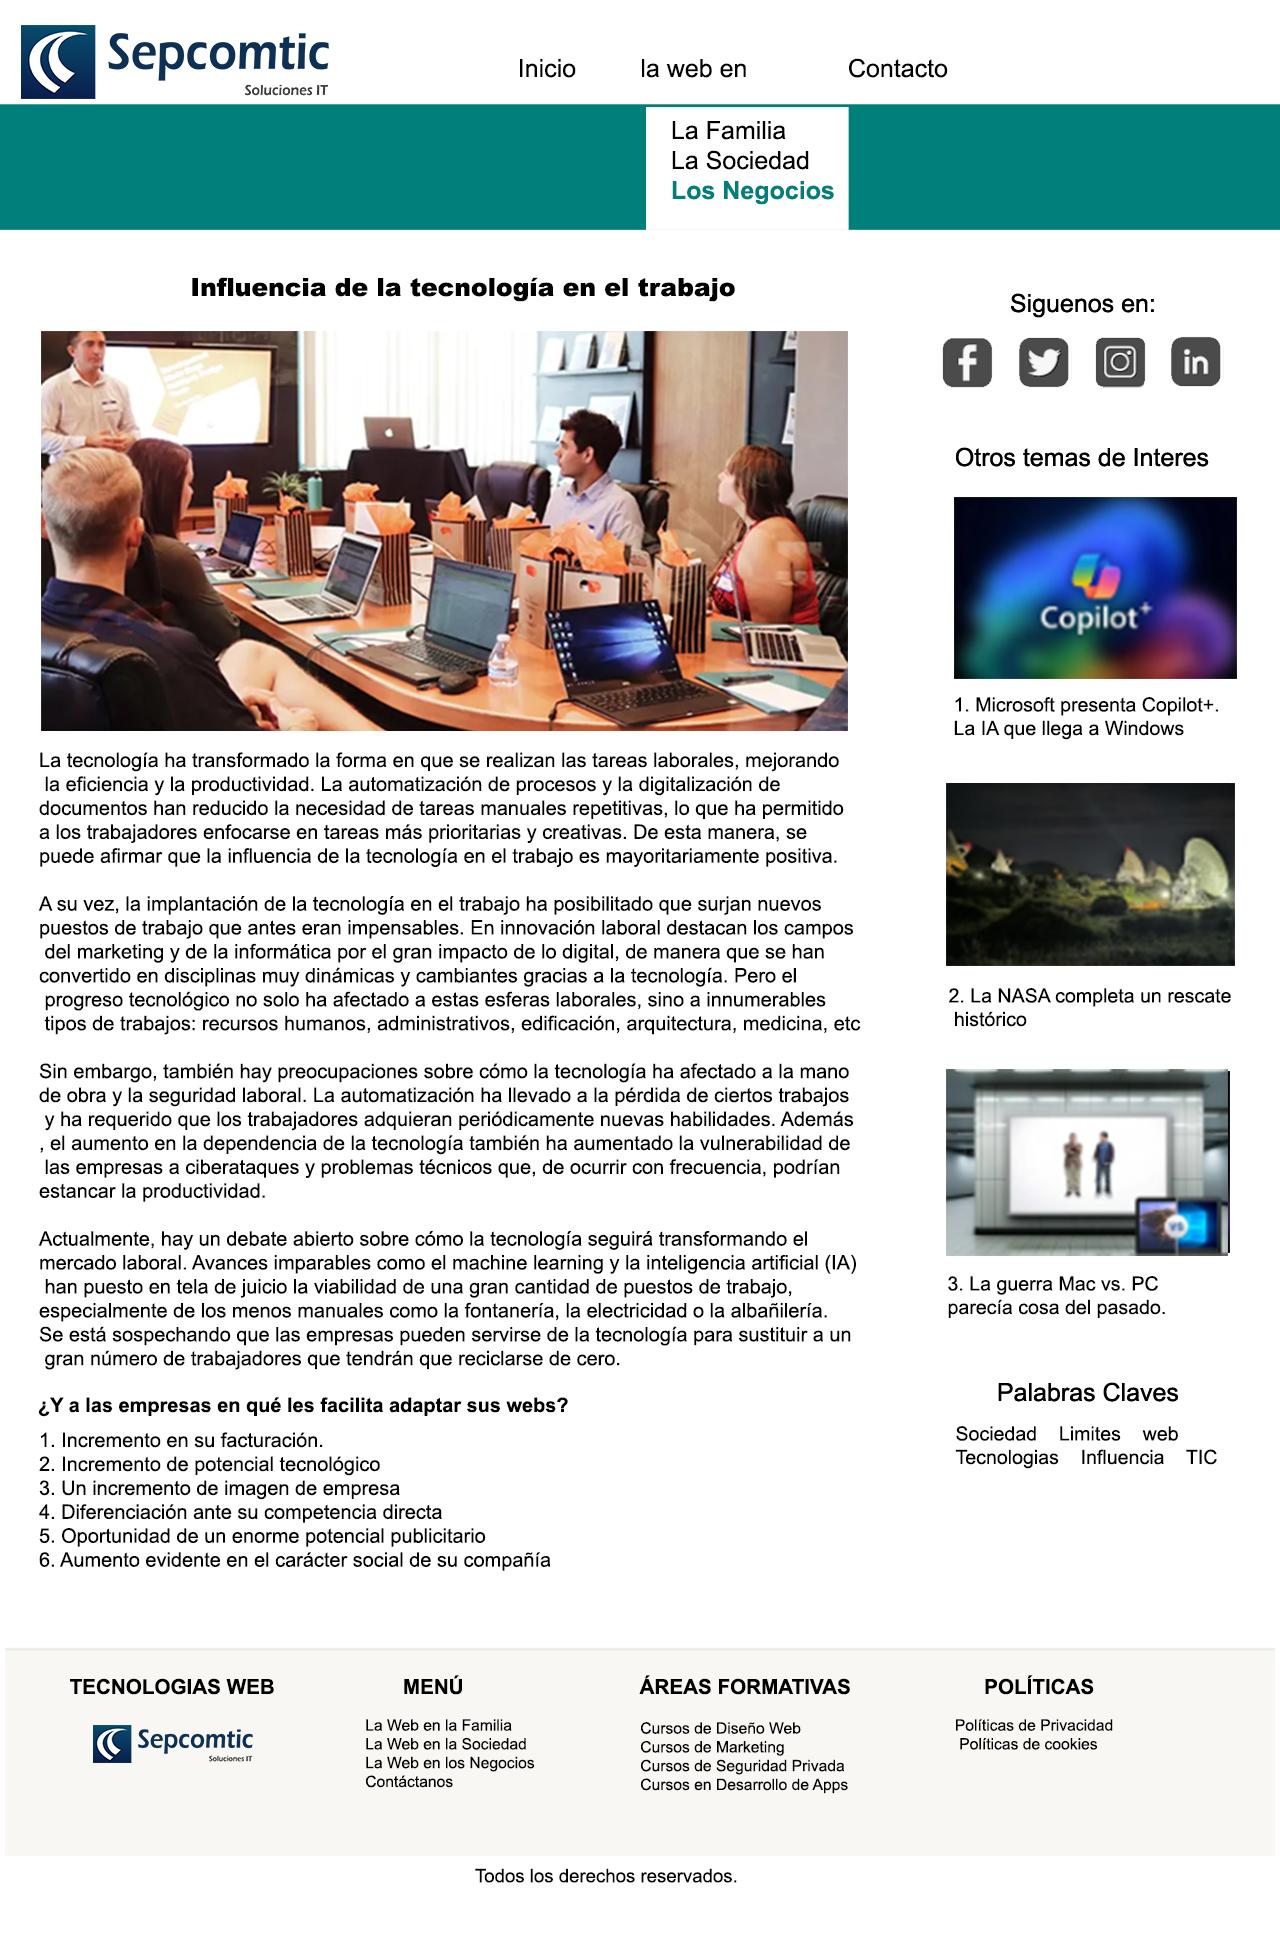 Sepcomtic
Soluciones IT
Inicio la web en Contacto
La Familia
La Sociedad
Los Negocios
Influencia de la tecnología en el trabajo
La tecnología ha transformado la forma en que se realizan las tareas laborales, mejorando
la eficiencia y la productividad. La automatización de procesos y la digitalización de
documentos han reducido la necesidad de tareas manuales repetitivas, lo que ha permitido
a los trabajadores enfocarse en tareas más prioritarias y creativas. De esta manera, se
puede afirmar que la influencia de la tecnología en el trabajo es mayoritariamente positiva.
A su vez, la implantación de la tecnología en el trabajo ha posibilitado que surjan nuevos
puestos de trabajo que antes eran impensables. En innovación laboral destacan los campos
del marketing y de la informática por el gran impacto de lo digital, de manera que se han
convertido en disciplinas muy dinámicas y cambiantes gracias a la tecnología. Pero el
progreso tecnológico no solo ha afectado a estas esferas laborales, sino a innumerables
tipos de trabajos: recursos humanos, administrativos, edificación, arquitectura, medicina, etc
Sin embargo, también hay preocupaciones sobre cómo la tecnología ha afectado a la mano
de obra y la seguridad laboral. La automatización ha llevado a la pérdida de ciertos trabajos
y ha requerido que los trabajadores adquieran periódicamente nuevas habilidades. Además
, el aumento en la dependencia de la tecnología también ha aumentado la vulnerabilidad de
las empresas a ciberataques y problemas técnicos que, de ocurrir con frecuencia, podrían
estancar la productividad.
Actualmente, hay un debate abierto sobre cómo la tecnología seguirá transformando el
mercado laboral. Avances imparables como el machine learning y la inteligencia artificial (IA)
han puesto en tela de juicio la viabilidad de una gran cantidad de puestos de trabajo,
especialmente de los menos manuales como la fontanería, la electricidad o la albañilería.
Se está sospechando que las empresas pueden servirse de la tecnología para sustituir a un
gran número de trabajadores que tendrán que reciclarse de cero.
¿Y a las empresas en qué les facilita adaptar sus webs?
1. Incremento en su facturación.
2. Incremento de potencial tecnológico
3. Un incremento de imagen de empresa
4. Diferenciación ante su competencia directa
5. Oportunidad de un enorme potencial publicitario
6. Aumento evidente en el carácter social de su compañía
Siguenos en:
Otros temas de Interes
Copilot+
1. Microsoft presenta Copilot+.
La IA que llega a Windows
2. La NASA completa un rescate
histórico
VS
3. La guerra Mac vs. PC
parecía cosa del pasado.
Palabras Claves
Sociedad Limites web
Tecnologias Influencia TIC
TECNOLOGIAS WEB
Sepcomtic
Soluciones IT
MENÚ
La Web en la Familia
La Web en la Sociedad
La Web en los Negocios
Contáctanos
ÁREAS FORMATIVAS
Cursos de Diseño Web
Cursos de Marketing
Cursos de Seguridad Privada
Cursos en Desarrollo de Apps
POLÍTICAS
Políticas de Privacidad
Políticas de cookies
Todos los derechos reservados.